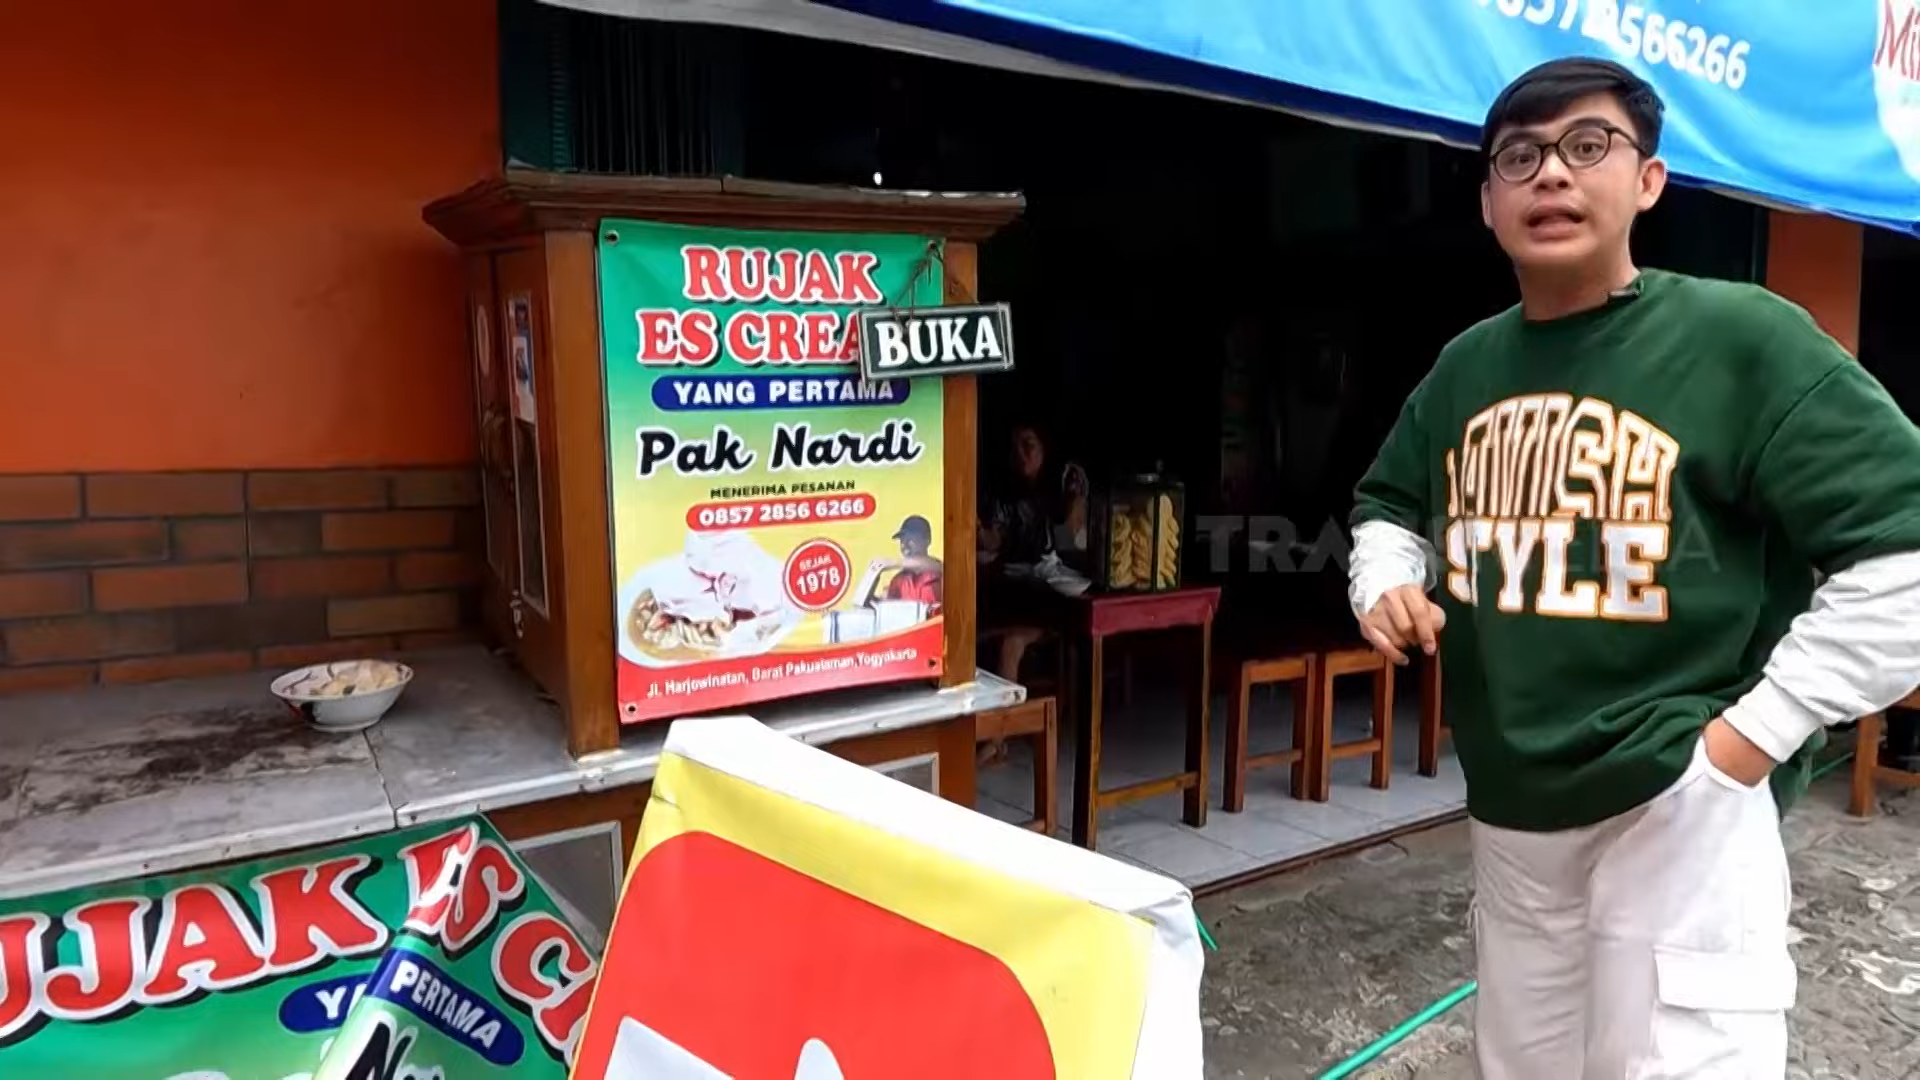 566266
RUJAK
ES CREA
BUKA
YANG PERTAMA
Pak Nardi
MENERIMA PESANAN
0857 2856 6266
SEJAK
1978
Jl. Harjowinatan, Barat Pakualaman, Yogyakarta
STYLE
UJAK ES C
PERTAMA